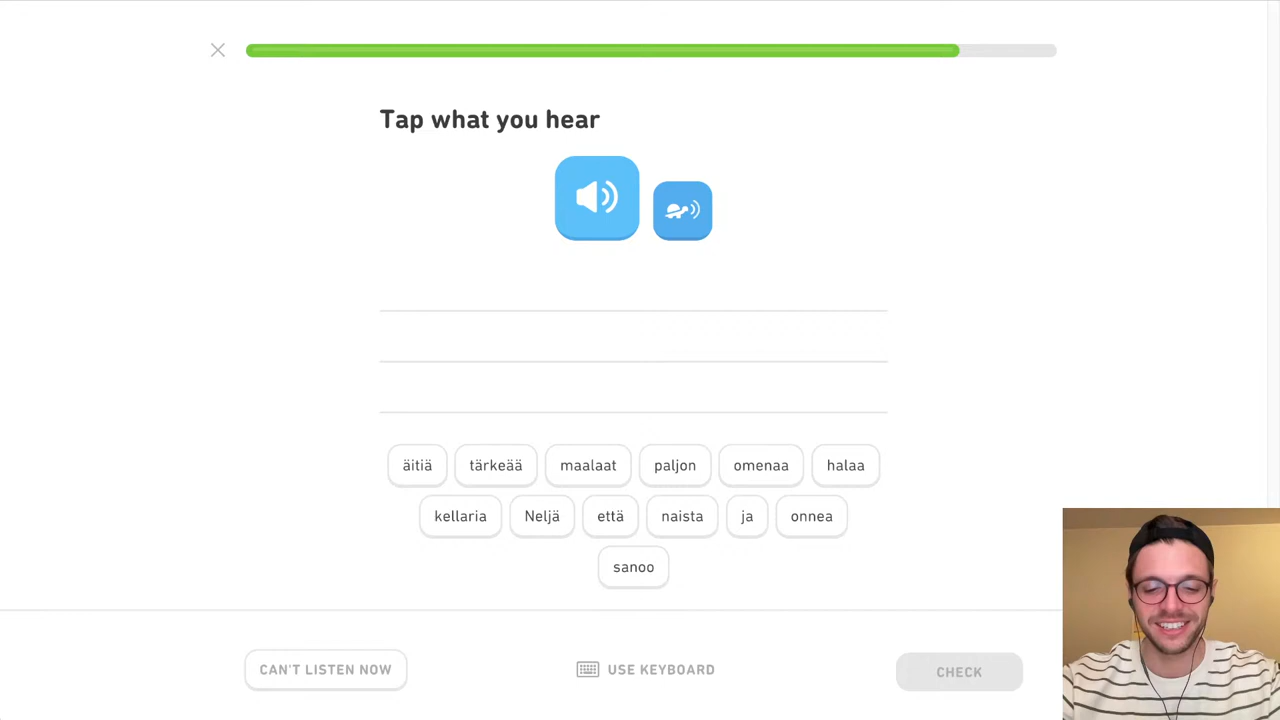 Tap what you hear
äitiä tärkeää maalaat paljon omenaa halaa
kellaria Neljä että naista ja onnea
sanoo
CAN'T LISTEN NOW USE KEYBOARD CHECK